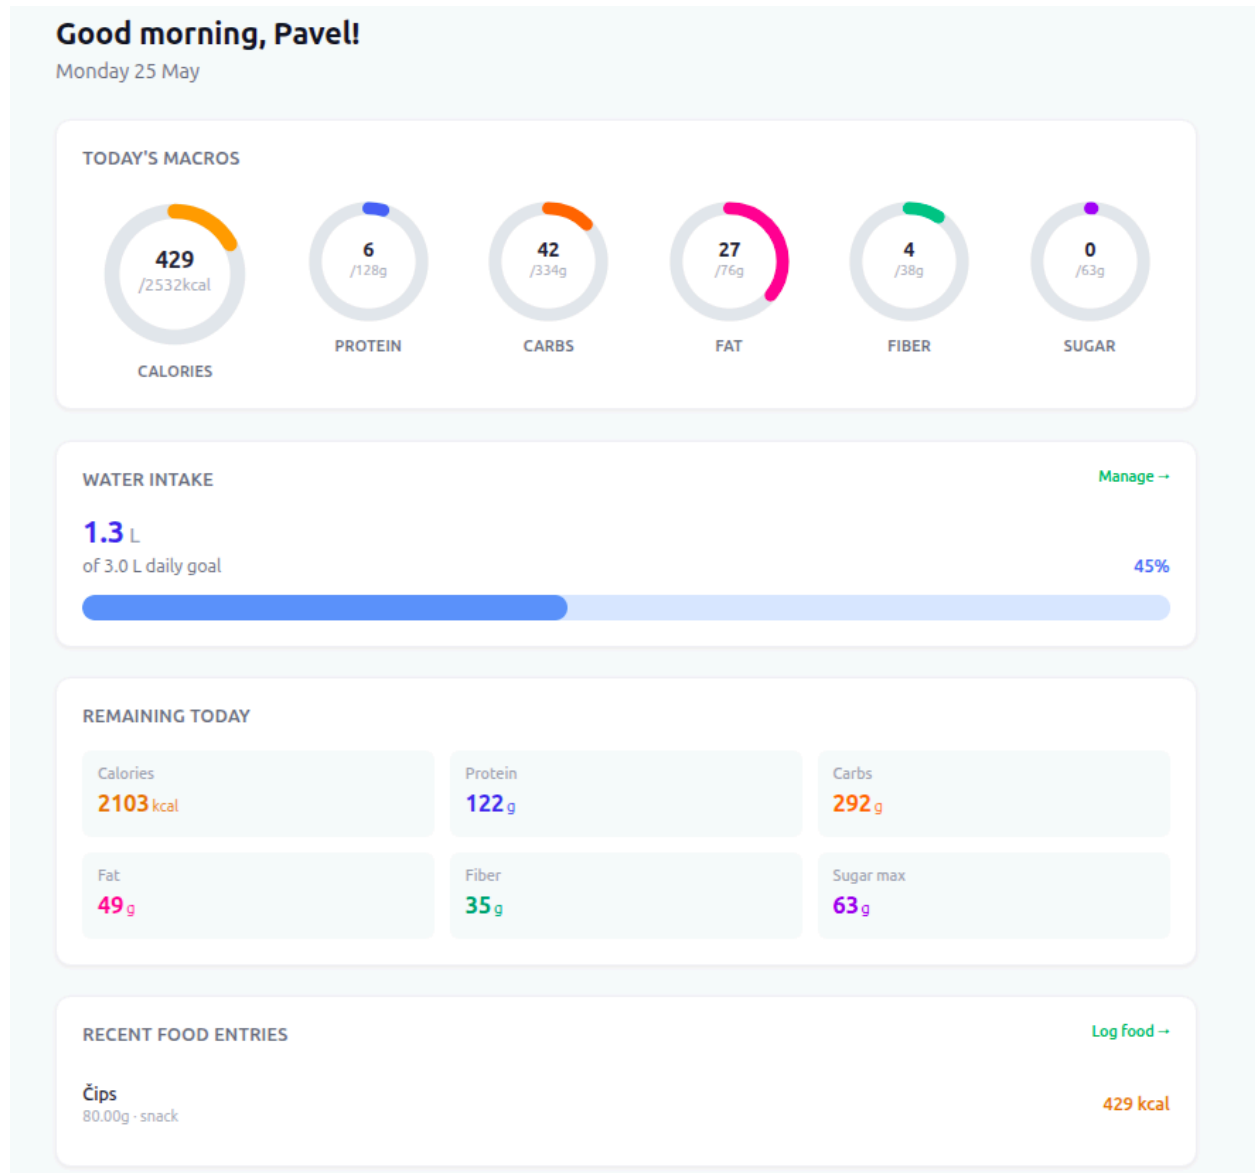 Good morning, Pavel!
Monday 25 May
TODAY'S MACROS
429
/2532kcal
CALORIES
6
/128g
PROTEIN
42
/334g
CARBS
27
/76g
FAT
4
/38g
FIBER
0
/63g
SUGAR
WATER INTAKE
Manage →
1.3 L
of 3.0 L daily goal
45%
REMAINING TODAY
Calories
2103 kcal
Protein
122 g
Carbs
292 g
Fat
49 g
Fiber
35 g
Sugar max
63 g
RECENT FOOD ENTRIES
Log food →
Čips
80.00g · snack
429 kcal